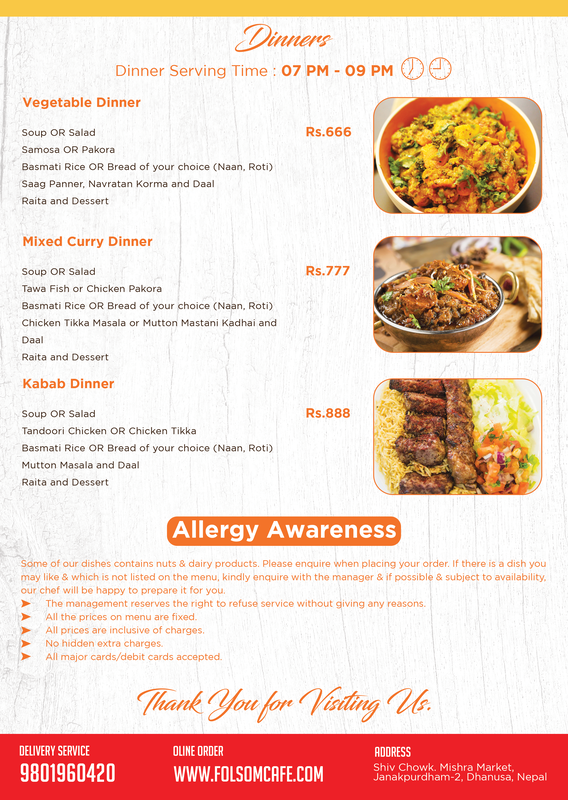 Dinners
Dinner Serving Time : 07 PM - 09 PM
Vegetable Dinner
Soup OR Salad
Rs.666
Samosa OR Pakora
Basmati Rice OR Bread of your choice (Naan, Roti)
Saag Panner, Navratan Korma and Daal
Raita and Dessert
Mixed Curry Dinner
Soup OR Salad
Rs.777
Tawa Fish or Chicken Pakora
Basmati Rice OR Bread of your choice (Naan, Roti)
Chicken Tikka Masala or Mutton Mastani Kadhai and
Daal
Raita and Dessert
Kabab Dinner
Soup OR Salad
Rs.888
Tandoori Chicken OR Chicken Tikka
Basmati Rice OR Bread of your choice (Naan, Roti)
Mutton Masala and Daal
Raita and Dessert
Allergy Awareness
Some of our dishes contains nuts & dairy products. Please enquire when placing your order. If there is a dish you
may like & which is not listed on the menu, kindly enquire with the manager & if possible & subject to availability,
our chef will be happy to prepare it for you.
The management reserves the right to refuse service without giving any reasons.
All the prices on menu are fixed.
All prices are inclusive of charges.
No hidden extra charges.
All major cards/debit cards accepted.
Thank You for Visiting Us.
DELIVERY SERVICE
9801960420
OLINE ORDER
WWW.FOLSOMCAFE.COM
ADDRESS
Shiv Chowk. Mishra Market,
Janakpurdham-2, Dhanusa, Nepal